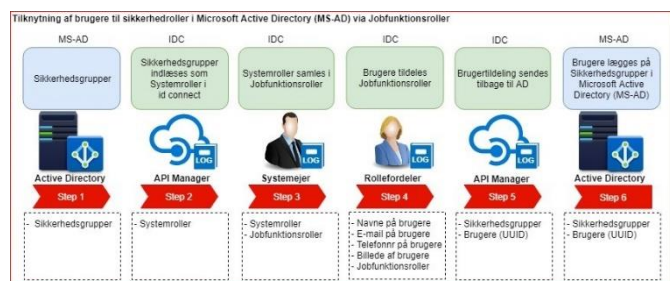 Tilknytning af brugere til sikkerhedroller i Microsoft Active Directory (MS-AD) via Jobfunktionsroller
MS-AD
IDC
IDC
IDC
IDC
MS-AD
Sikkerhedsgrupper
Sikkerhedsgrupper
indlæses som
Systemroller i
id connect
Systemroller samles i
Jobfunktionsroller
Brugere tildeles
Jobfunktionsroller
Brugertildeling sendes
tilbage til AD
Brugere lægges på
Sikkerhedsgrupper i
Microsoft Active
Directory (MS-AD)
LOG
LOG
LOG
LOG
Active Directory
API Manager
Systemejer
Rollefordeler
API Manager
Active Directory
Step 1
Step 2
Step 3
Step 4
Step 5
Step 6
- Sikkerhedsgrupper
- Systemroller
- Systemroller
- Jobfunktionsroller
- Navne på brugere
- E-mail på brugere
- Telefonnr på brugere
- Billede af brugere
- Jobfunktionsroller
- Sikkerhedsgrupper
- Brugere (UUID)
- Sikkerhedsgrupper
- Brugere (UUID)